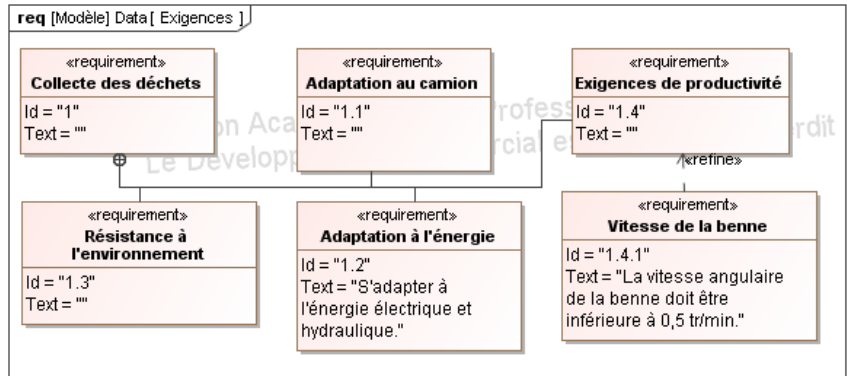 req [Modèle] Data [ Exigences ]
«requirement»
Collecte des déchets
Id = "1"
Text = ""
«requirement»
Adaptation au camion
Id = "1.1"
Text = ""
«requirement»
Exigences de productivité
Id = "1.4"
Text = ""
«refine»
«requirement»
Résistance à
l'environnement
Id = "1.3"
Text = ""
«requirement»
Adaptation à l'énergie
Id = "1.2"
Text = "S'adapter à
l'énergie électrique et
hydraulique."
«requirement»
Vitesse de la benne
Id = "1.4.1"
Text = "La vitesse angulaire
de la benne doit être
inférieure à 0,5 tr/min."